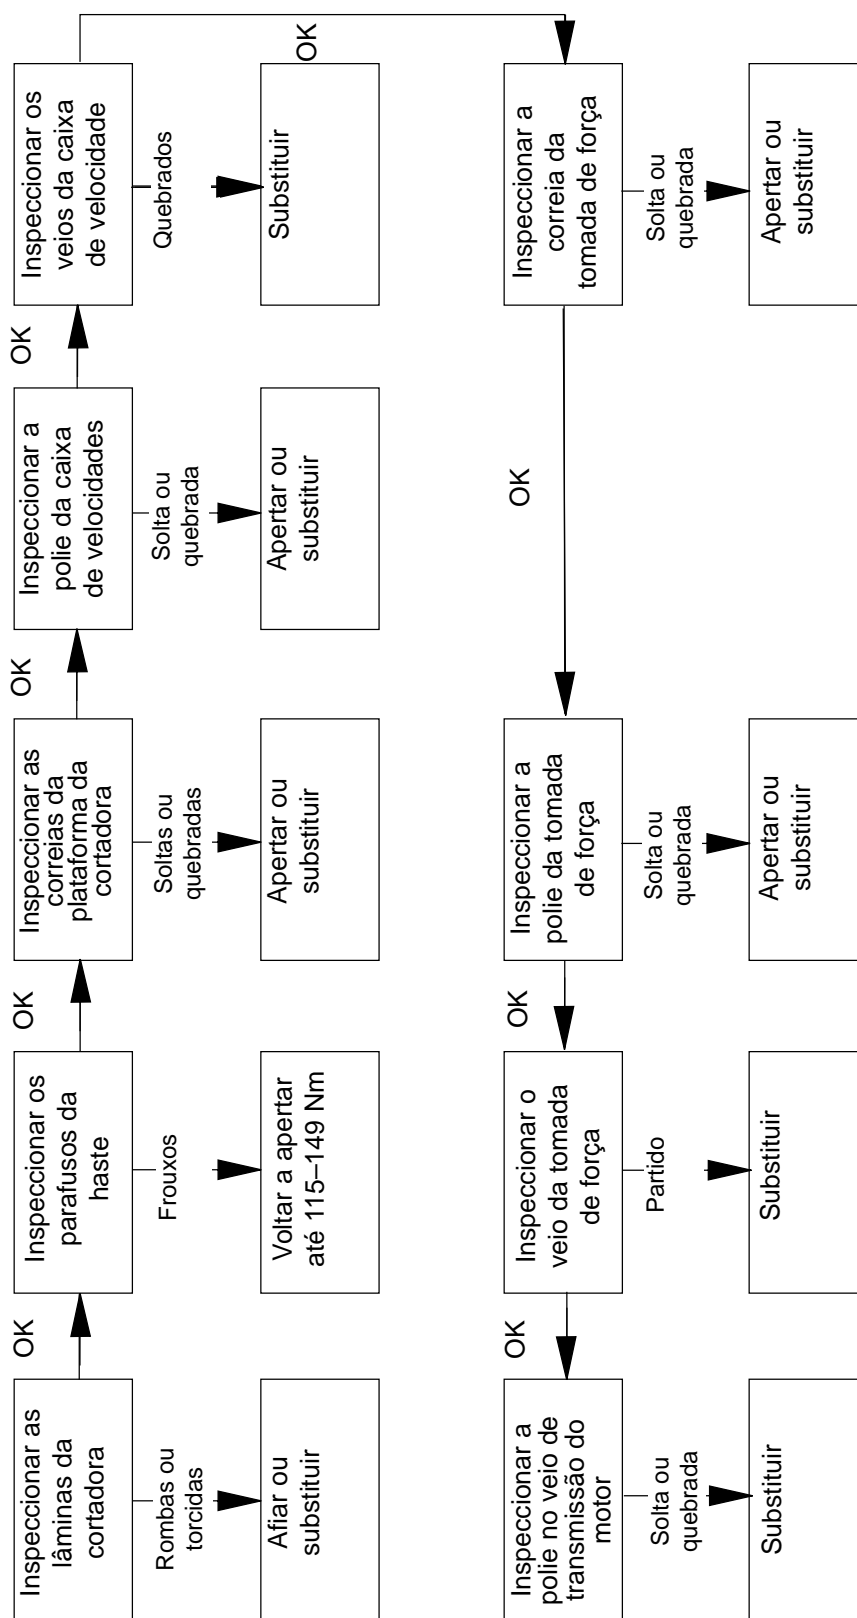 Inspeccionar as
lâminas da
cortadora
OK
Rombas ou
torcidas
Afiar ou
substituir
Inspeccionar os
parafusos da
haste
OK
Frouxos
Voltar a apertar
até 115–149 Nm
Inspeccionar as
correias da
plataforma da
cortadora
OK
Soltas ou
quebradas
Apertar ou
substituir
Inspeccionar a
polie da caixa
de velocidades
OK
Solta ou
quebrada
Apertar ou
substituir
Inspeccionar os
veios da caixa
de velocidade
OK
Quebrados
Substituir
Inspeccionar a
correia da
tomada de força
OK
Solta ou
quebrada
Apertar ou
substituir
Inspeccionar a
polie da tomada
de força
OK
Solta ou
quebrada
Apertar ou
substituir
Inspeccionar o
veio da tomada
de força
OK
Partido
Substituir
Inspeccionar a
polie no veio de
transmissão do
motor
Solta ou
quebrada
Substituir